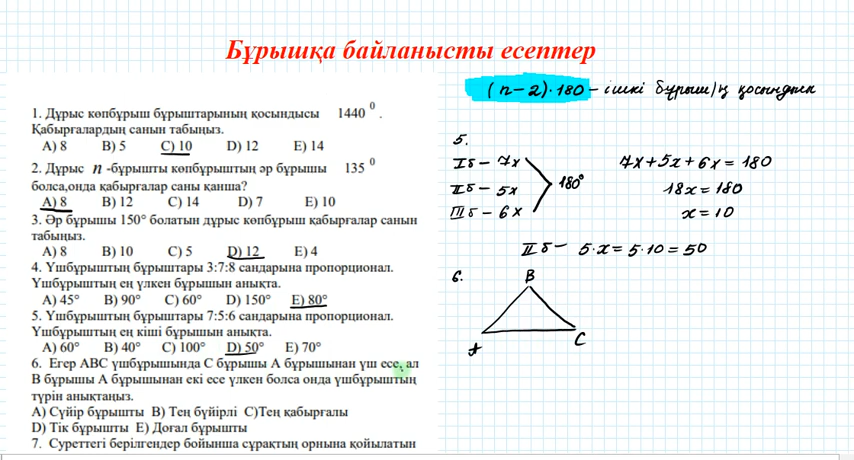 Бұрышқа байланысты есептер
1. Дұрыс көпбұрыш бұрыштарының қосындысы 1440 ⁰ .
Қабырғалардың санын табыңыз.
A) 8 B) 5 C) 10 D) 12 E) 14
2. Дұрыс n -бұрышты көпбұрыштың әр бұрышы 135 ⁰
болса,онда қабырғалар саны қанша?
A) 8 B) 12 C) 14 D) 7 E) 10
3. Әр бұрышы 150° болатын дұрыс көпбұрыш қабырғалар санын
табыңыз.
A) 8 B) 10 C) 5 D) 12 E) 4
4. Үшбұрыштың бұрыштары 3:7:8 сандарына пропорционал.
Үшбұрыштың ең үлкен бұрышын анықта.
A) 45° B) 90° C) 60° D) 150° E) 80°
5. Үшбұрыштың бұрыштары 7:5:6 сандарына пропорционал.
Үшбұрыштың ең кіші бұрышын анықта.
A) 60° B) 40° C) 100° D) 50° E) 70°
6. Егер ABC үшбұрышында C бұрышы A бұрышынан үш есе, ал
B бұрышы A бұрышынан екі есе үлкен болса онда үшбұрыштың
түрін анықтаңыз.
A) Сүйір бұрышты B) Тең бүйірлі C)Тең қабырғалы
D) Тік бұрышты E) Доғал бұрышты
7. Суреттегі берілгендер бойынша сұрақтың орнына қойылатын
(n-2)·180 - ішкі бұрыш/ң қосындысы
5.
I б - 7x
II б - 5x
III б - 6x
180°
7x+5x+6x=180
18x=180
x=10
II б - 5·x=5·10=50
6.
B
A
C